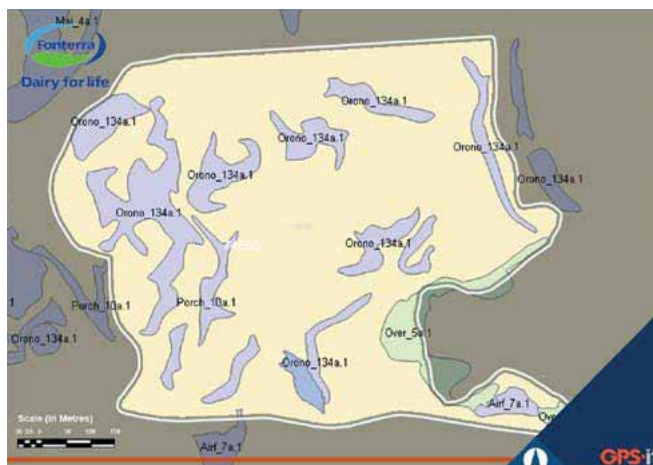 Mai_4a.1
Fonterra
Dairy for life
Orono_134a.1
Orono_134a.1
Orono_134a.1
Orono_134a.1
Orono_134a.1
Orono_134a.1
Orono_134a.1
Orono_134a.1
Porch_10a.1
Porch_10a.1
Orono_134a.1
Over_5a.1
Orono_134a.1
Airf_7a.1
Scale (in Metres)
Airf_7a.1
GPS-it